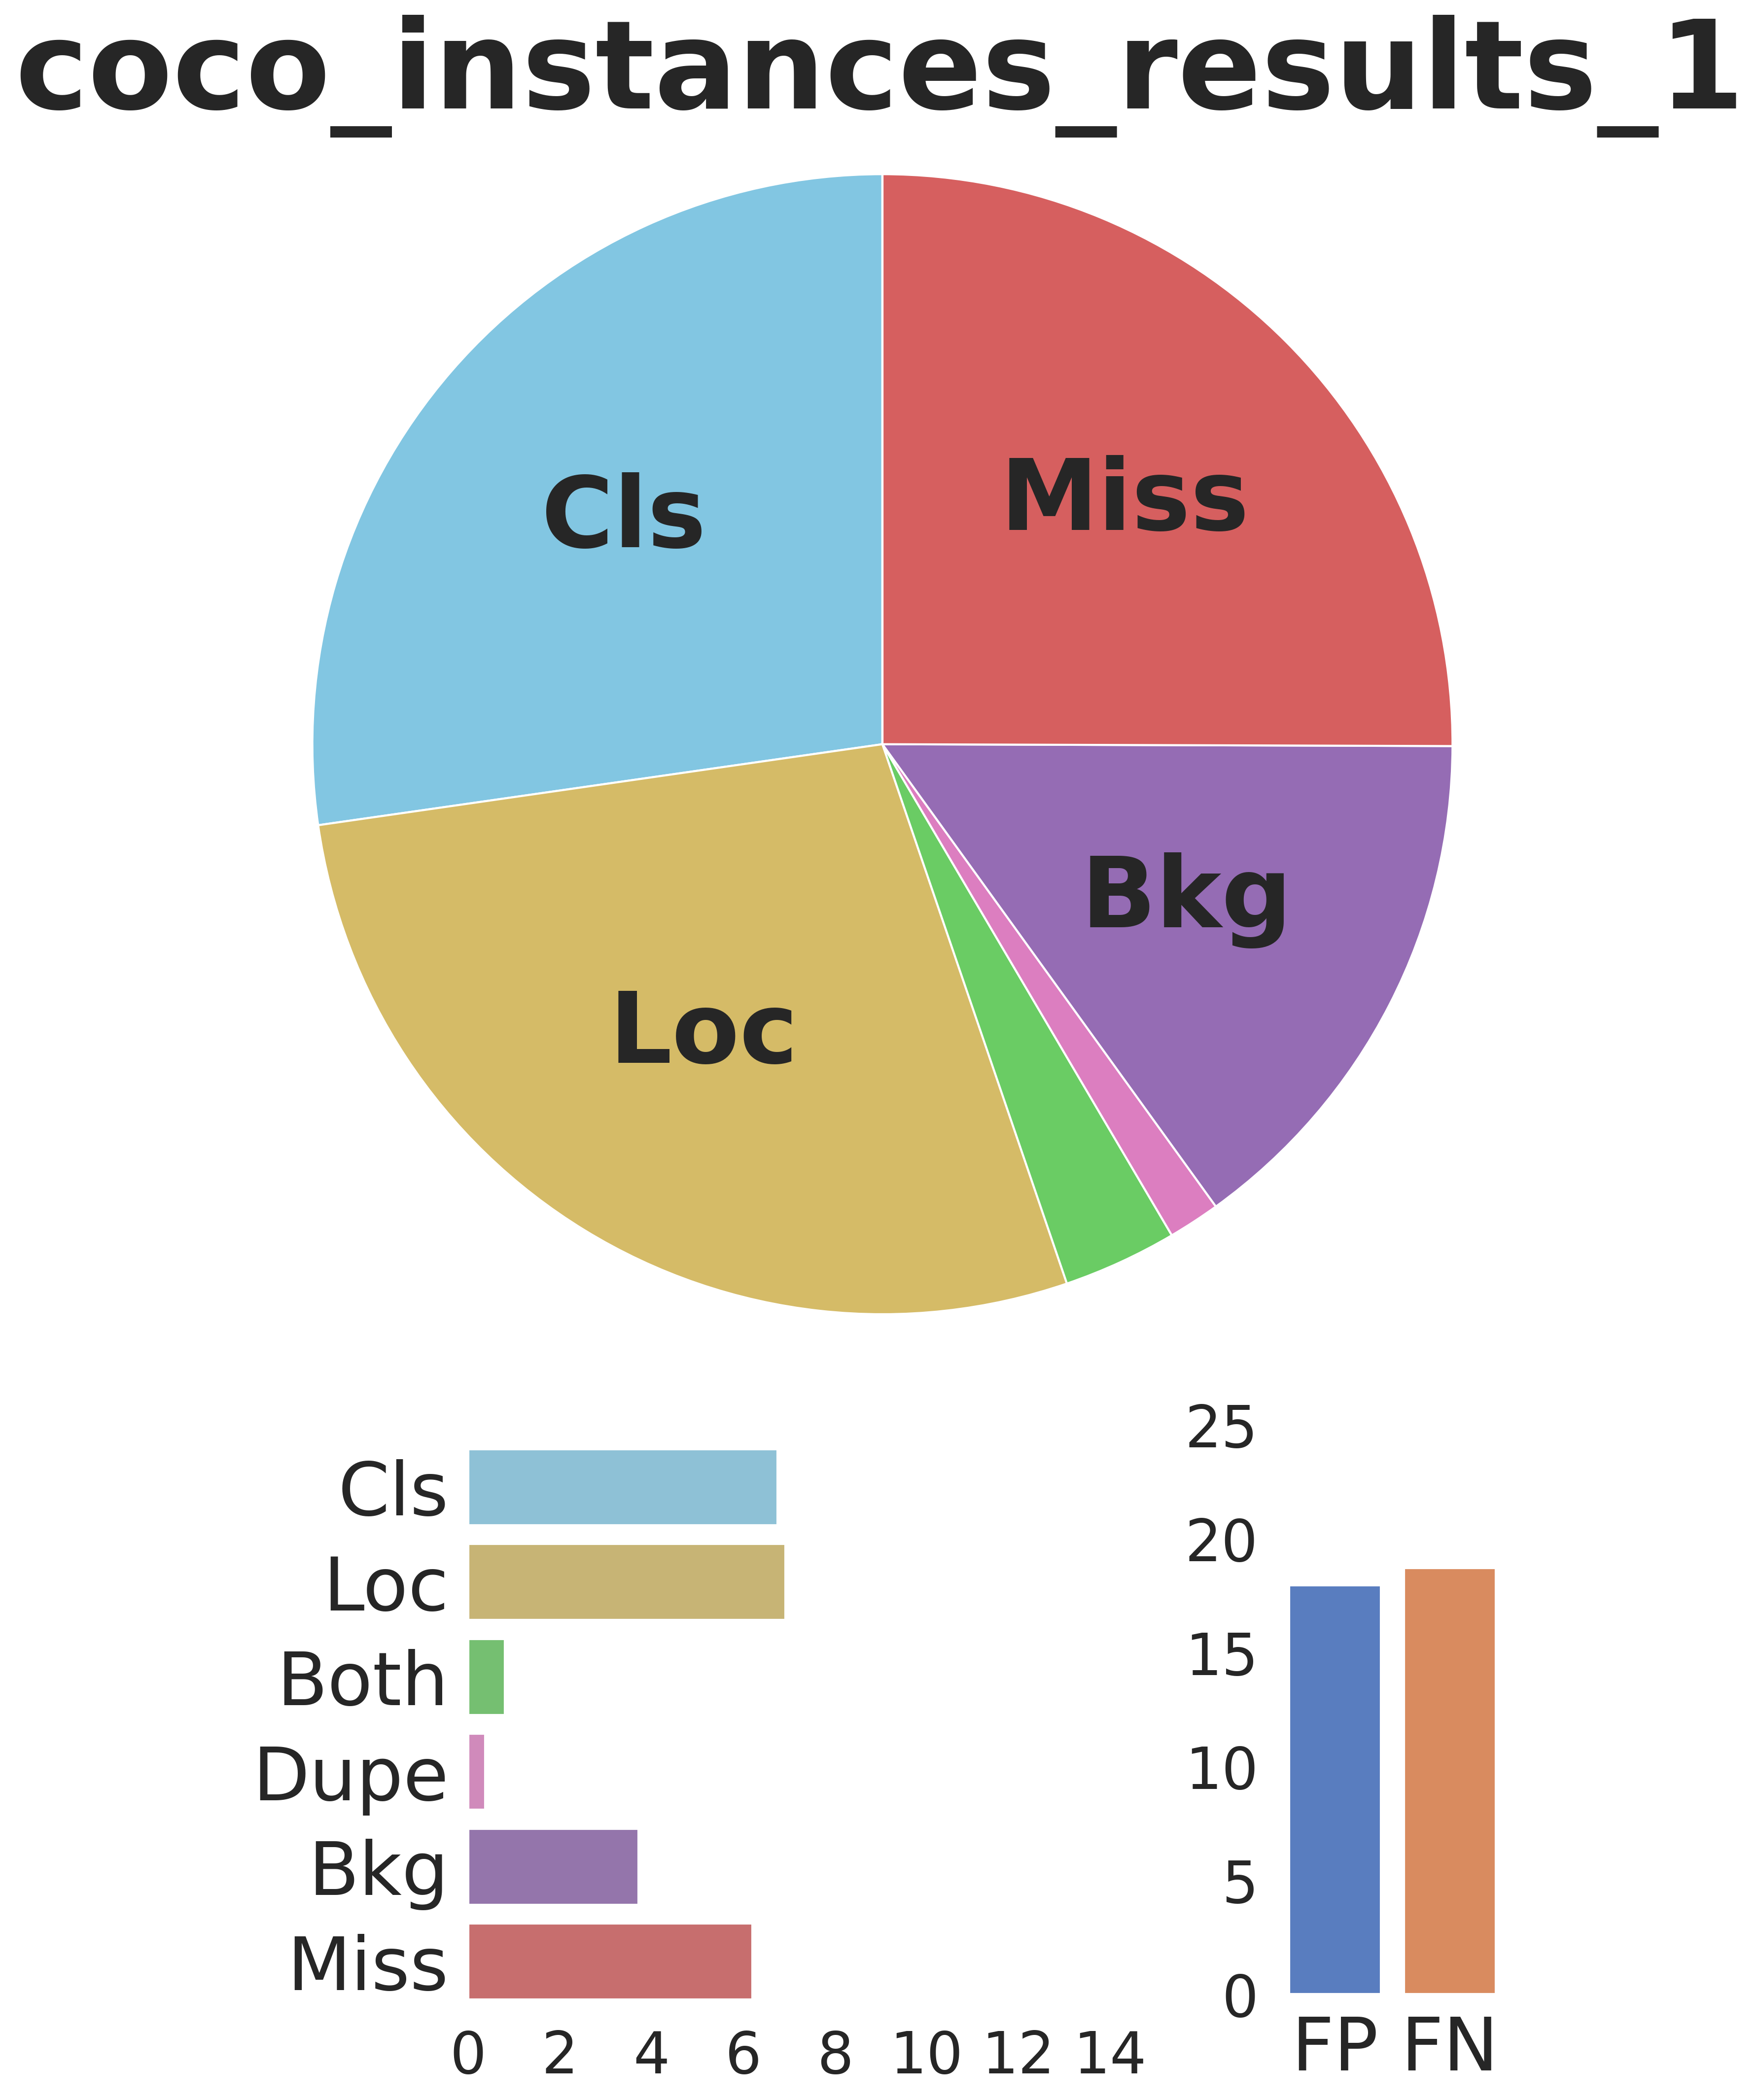 coco_instances_results_1
Cls
Miss
Bkg
Loc
Cls
Loc
Both
Dupe
Bkg
Miss
0 2 4 6 8 10 12 14
25
20
15
10
5
0
FP FN